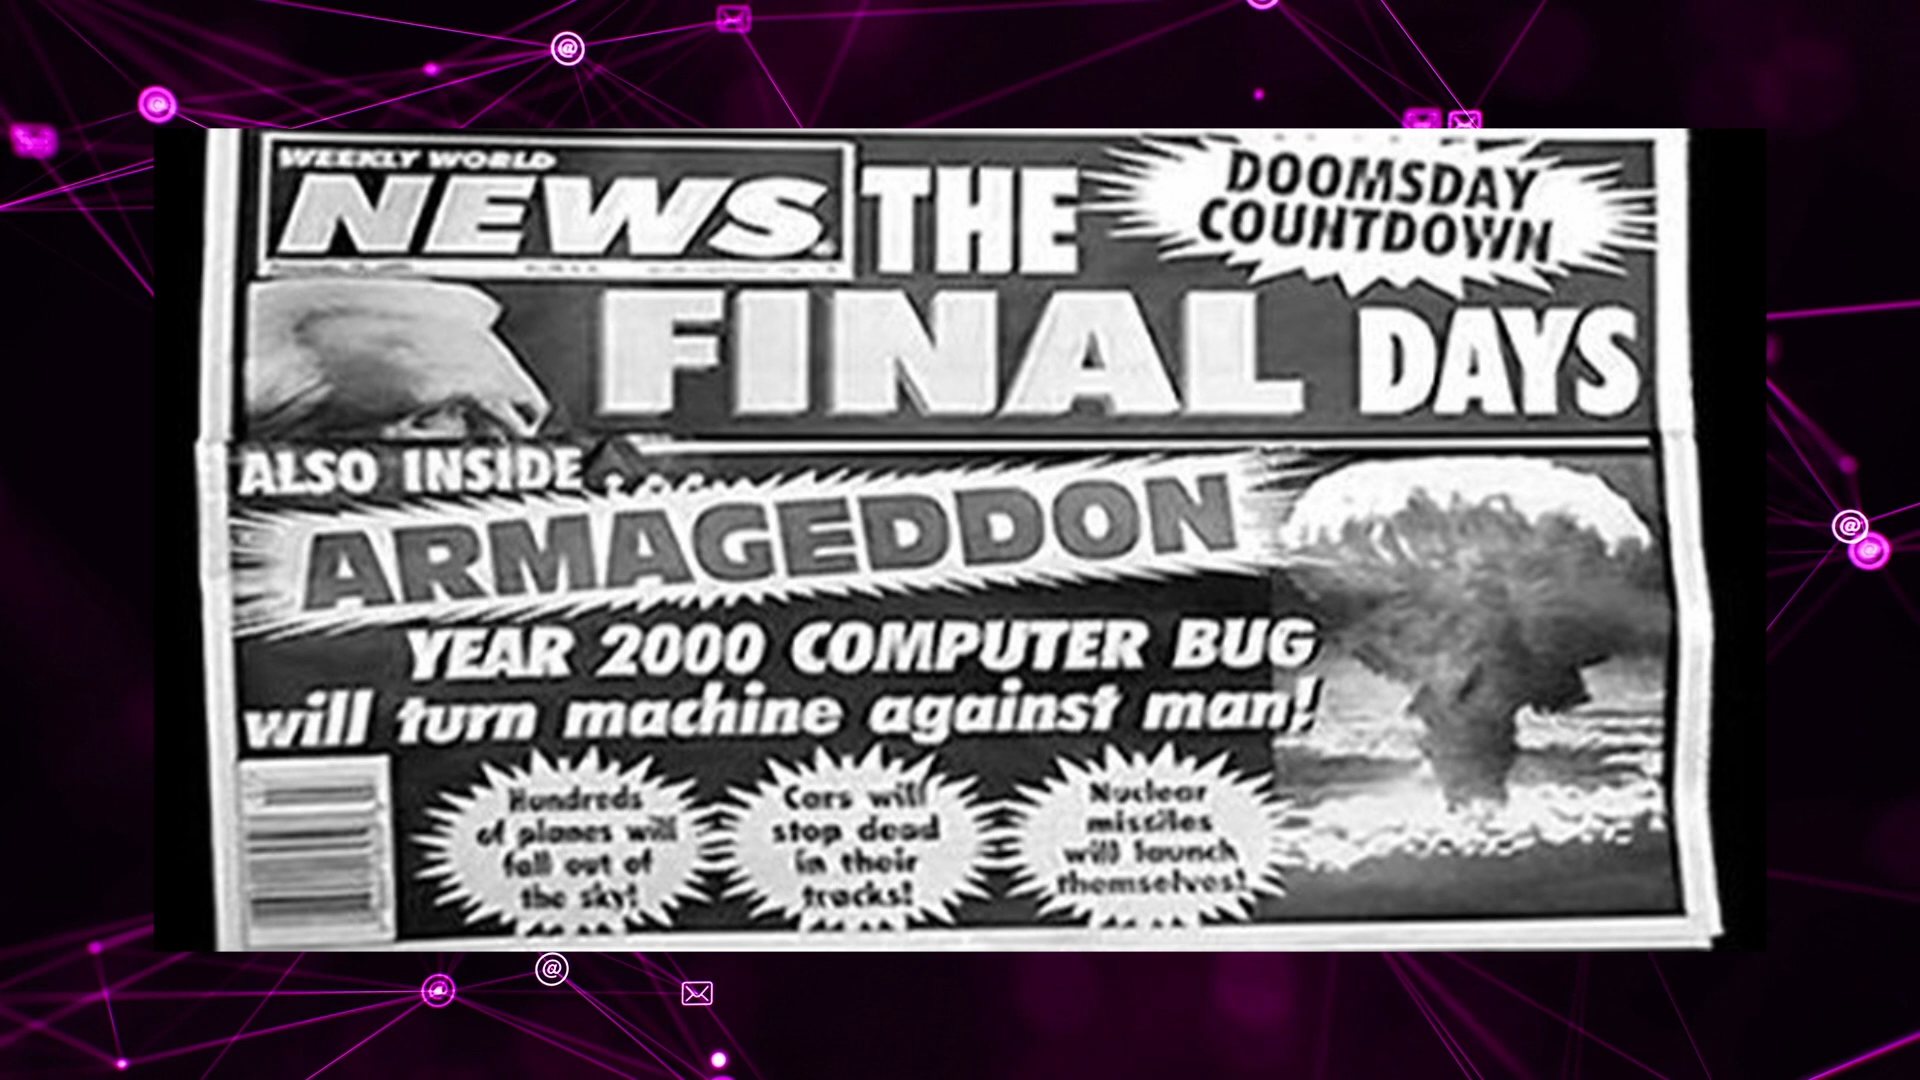 WEEKLY WORLD
NEWS
THE
DOOMSDAY
COUNTDOWN
FINAL DAYS
ALSO INSIDE
ARMAGEDDON
YEAR 2000 COMPUTER BUG
will turn machine against man!
Hundreds
of planes will
fall out of
the sky!
Cars will
stop dead
in their
tracks!
Nuclear
missiles
will launch
themselves!